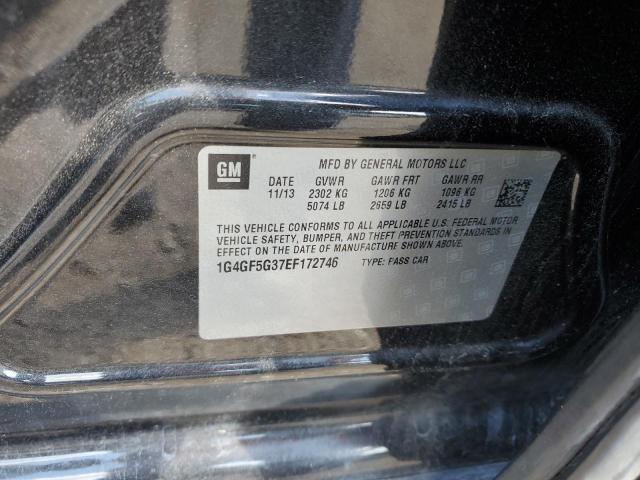 GM
MFD BY GENERAL MOTORS LLC
DATE GVWR GAWR FRT GAWR RR
11/13 2302 KG 1206 KG 1096 KG
5074 LB 2659 LB 2415 LB
THIS VEHICLE CONFORMS TO ALL APPLICABLE U.S. FEDERAL MOTOR
VEHICLE SAFETY, BUMPER, AND THEFT PREVENTION STANDARDS
IN EFFECT ON THE DATE OF MANUFACTURE SHOWN ABOVE.
1G4GF5G37EF172746 TYPE: PASS CAR